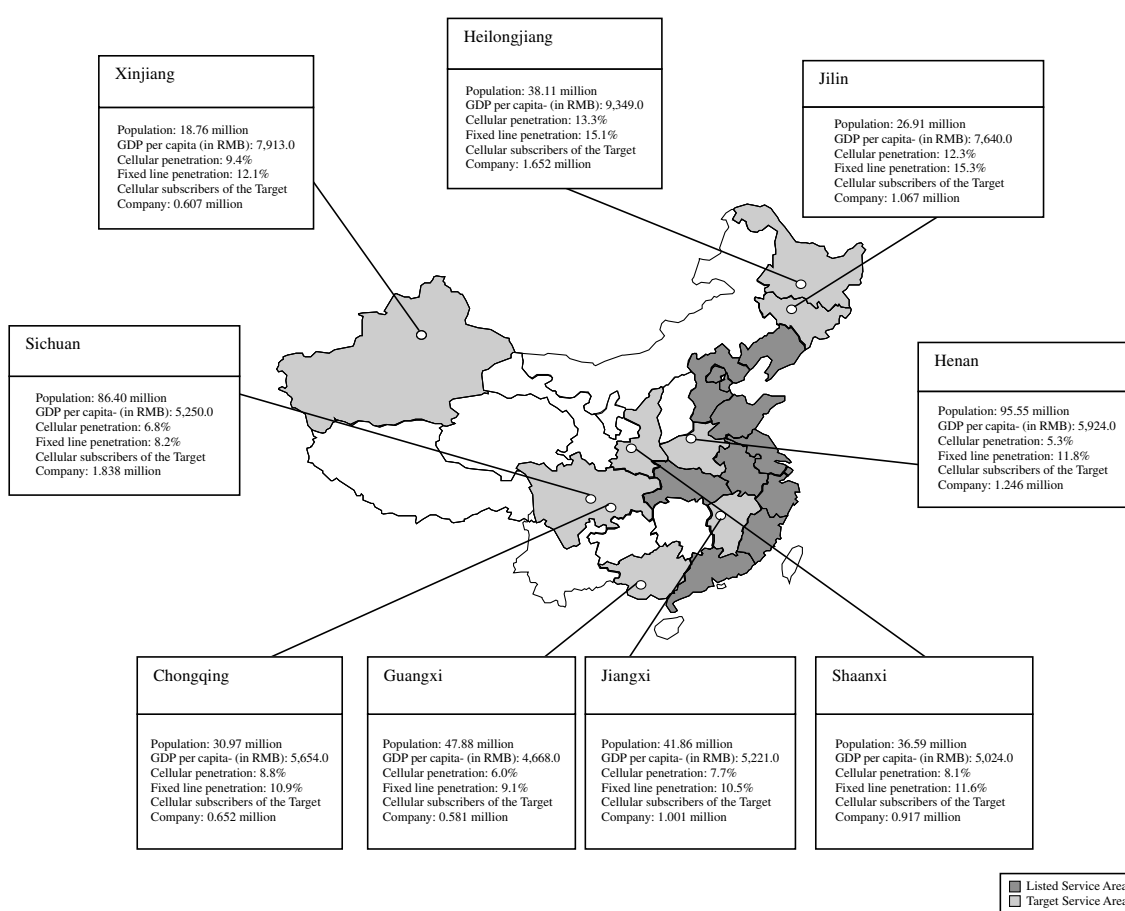 Heilongjiang
Population: 38.11 million
GDP per capita- (in RMB): 9,349.0
Cellular penetration: 13.3%
Fixed line penetration: 15.1%
Cellular subscribers of the Target
Company: 1.652 million
Xinjiang
Population: 18.76 million
GDP per capita (in RMB): 7,913.0
Cellular penetration: 9.4%
Fixed line penetration: 12.1%
Cellular subscribers of the Target
Company: 0.607 million
Jilin
Population: 26.91 million
GDP per capita- (in RMB): 7,640.0
Cellular penetration: 12.3%
Fixed line penetration: 15.3%
Cellular subscribers of the Target
Company: 1.067 million
Sichuan
Population: 86.40 million
GDP per capita- (in RMB): 5,250.0
Cellular penetration: 6.8%
Fixed line penetration: 8.2%
Cellular subscribers of the Target
Company: 1.838 million
Henan
Population: 95.55 million
GDP per capita- (in RMB): 5,924.0
Cellular penetration: 5.3%
Fixed line penetration: 11.8%
Cellular subscribers of the Target
Company: 1.246 million
Chongqing
Population: 30.97 million
GDP per capita- (in RMB): 5,654.0
Cellular penetration: 8.8%
Fixed line penetration: 10.9%
Cellular subscribers of the Target
Company: 0.652 million
Guangxi
Population: 47.88 million
GDP per capita- (in RMB): 4,668.0
Cellular penetration: 6.0%
Fixed line penetration: 9.1%
Cellular subscribers of the Target
Company: 0.581 million
Jiangxi
Population: 41.86 million
GDP per capita- (in RMB): 5,221.0
Cellular penetration: 7.7%
Fixed line penetration: 10.5%
Cellular subscribers of the Target
Company: 1.001 million
Shaanxi
Population: 36.59 million
GDP per capita- (in RMB): 5,024.0
Cellular penetration: 8.1%
Fixed line penetration: 11.6%
Cellular subscribers of the Target
Company: 0.917 million
Listed Service Area
Target Service Area